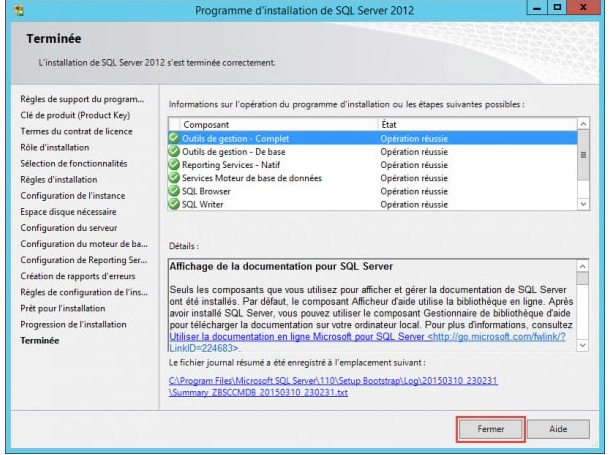 Programme d'installation de SQL Server 2012
Terminée
L'installation de SQL Server 2012 s'est terminée correctement.
Règles de support du program...
Clé de produit (Product Key)
Termes du contrat de licence
Rôle d'installation
Sélection de fonctionnalités
Règles d'installation
Configuration de l'instance
Espace disque nécessaire
Configuration du serveur
Configuration du moteur de ba...
Configuration de Reporting Ser...
Création de rapports d'erreurs
Règles de configuration de l'ins...
Prêt pour l'installation
Progression de l'installation
Terminée
Informations sur l'opération du programme d'installation ou les étapes suivantes possibles :
Composant État
Outils de gestion - Complet Opération réussie
Outils de gestion - De base Opération réussie
Reporting Services - Natif Opération réussie
Services Moteur de base de données Opération réussie
SQL Browser Opération réussie
SQL Writer Opération réussie
Détails :
Affichage de la documentation pour SQL Server
Seuls les composants que vous utilisez pour afficher et gérer la documentation de SQL Server
ont été installés. Par défaut, le composant Afficheur d'aide utilise la bibliothèque en ligne. Après
avoir installé SQL Server, vous pouvez utiliser le composant Gestionnaire de bibliothèque d'aide
pour télécharger la documentation sur votre ordinateur local. Pour plus d'informations, consultez
Utiliser la documentation en ligne Microsoft pour SQL Server <http://go.microsoft.com/fwlink/?
LinkID=224683>.
Le fichier journal résumé a été enregistré à l'emplacement suivant :
C:\Program Files\Microsoft SQL Server\110\Setup Bootstrap\Log\20150310_230231
\Summary_ZBSCCMDB_20150310_230231.txt
Fermer
Aide